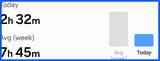 Today
2h 32m
Avg (week)
7h 45m
Avg
(week)
Today